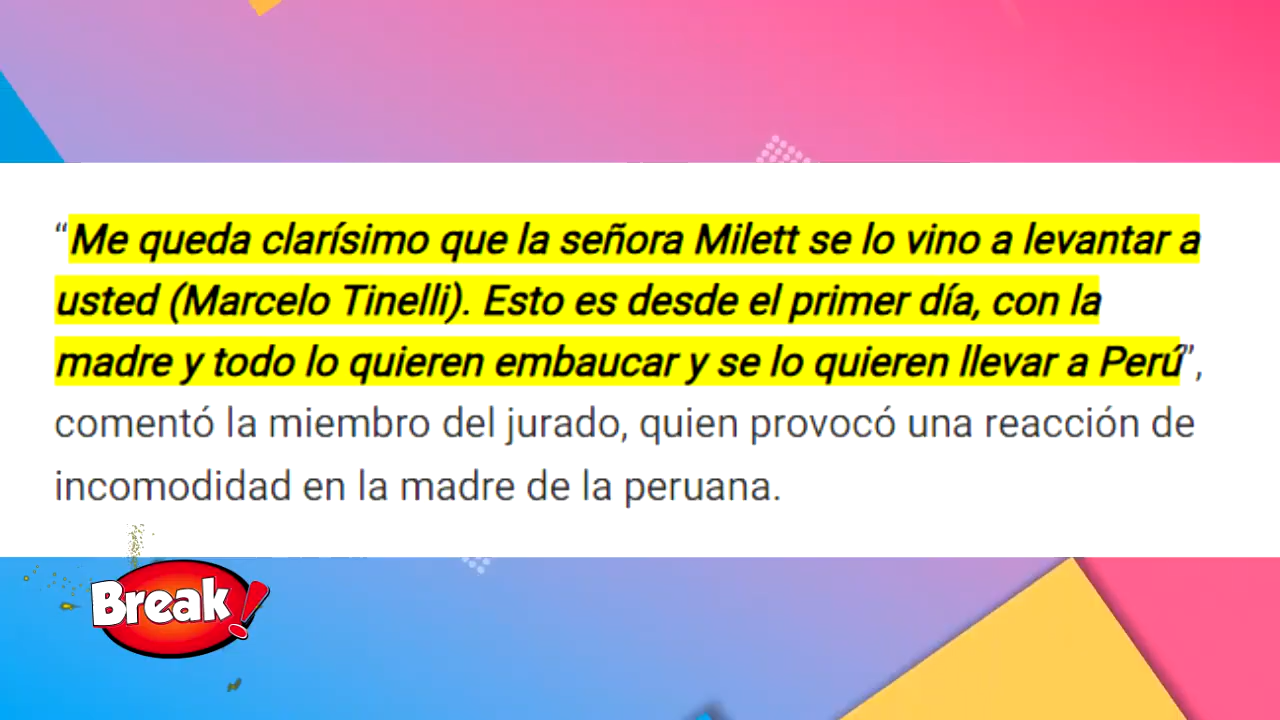 “Me queda clarísimo que la señora Milett se lo vino a levantar a
usted (Marcelo Tinelli). Esto es desde el primer día, con la
madre y todo lo quieren embaucar y se lo quieren llevar a Perú”,
comentó la miembro del jurado, quien provocó una reacción de
incomodidad en la madre de la peruana.
Break!